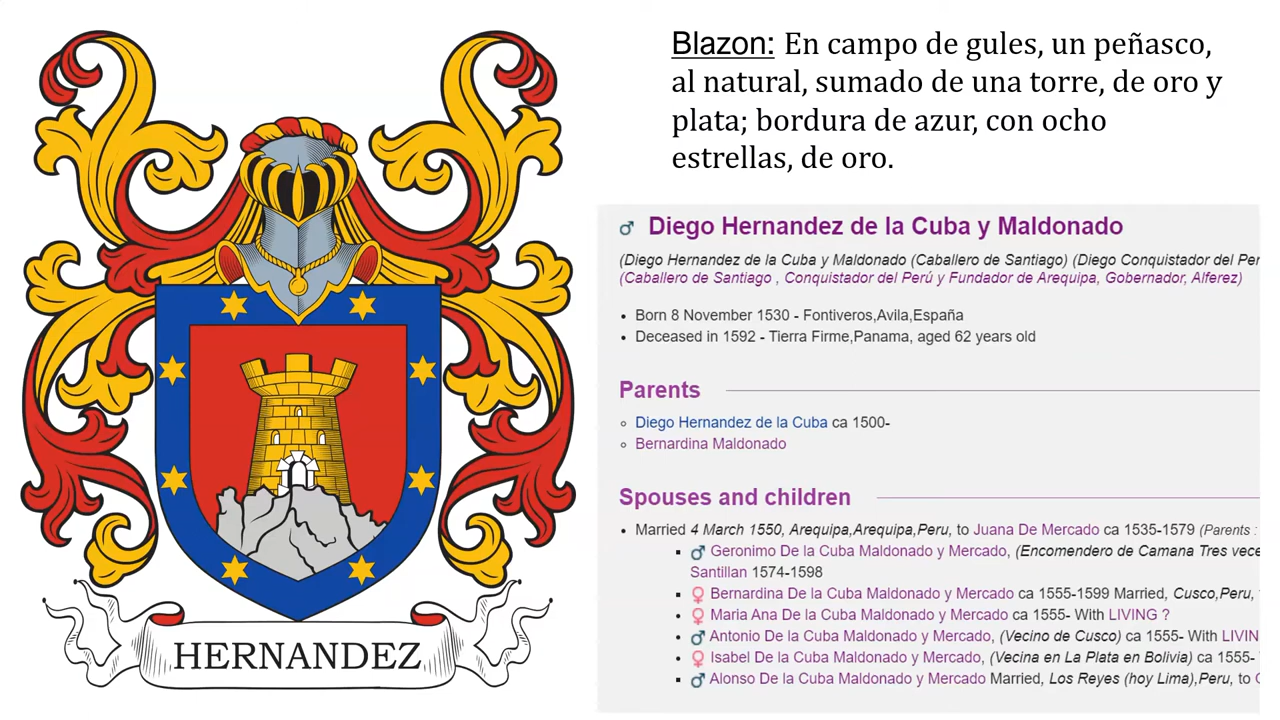 Blazon: En campo de gules, un peñasco,
al natural, sumado de una torre, de oro y
plata; bordura de azur, con ocho
estrellas, de oro.
HERNANDEZ
Diego Hernandez de la Cuba y Maldonado
(Diego Hernandez de la Cuba y Maldonado (Caballero de Santiago) (Diego Conquistador del Per
(Caballero de Santiago , Conquistador del Perú y Fundador de Arequipa, Gobernador, Alferez)
Born 8 November 1530 - Fontiveros,Avila,España
Deceased in 1592 - Tierra Firme,Panama, aged 62 years old
Parents
Diego Hernandez de la Cuba ca 1500-
Bernardina Maldonado
Spouses and children
Married 4 March 1550, Arequipa,Arequipa,Peru, to Juana De Mercado ca 1535-1579 (Parents :
Geronimo De la Cuba Maldonado y Mercado, (Encomendero de Camana Tres vece
Santillan 1574-1598
Bernardina De la Cuba Maldonado y Mercado ca 1555-1599 Married, Cusco,Peru,
Maria Ana De la Cuba Maldonado y Mercado ca 1555- With LIVING ?
Antonio De la Cuba Maldonado y Mercado, (Vecino de Cusco) ca 1555- With LIVIN
Isabel De la Cuba Maldonado y Mercado, (Vecina en La Plata en Bolivia) ca 1555-
Alonso De la Cuba Maldonado y Mercado Married, Los Reyes (hoy Lima),Peru, to